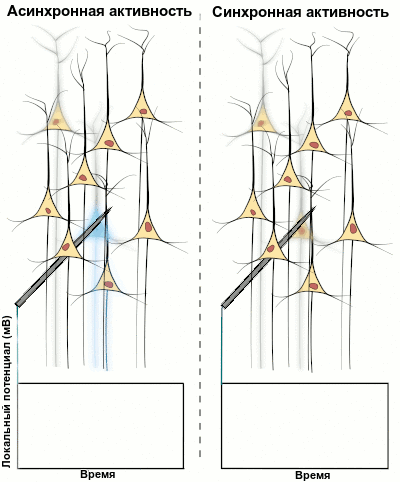 Асинхронная активность
Синхронная активность
Локальный потенциал (мВ)
Время
Время